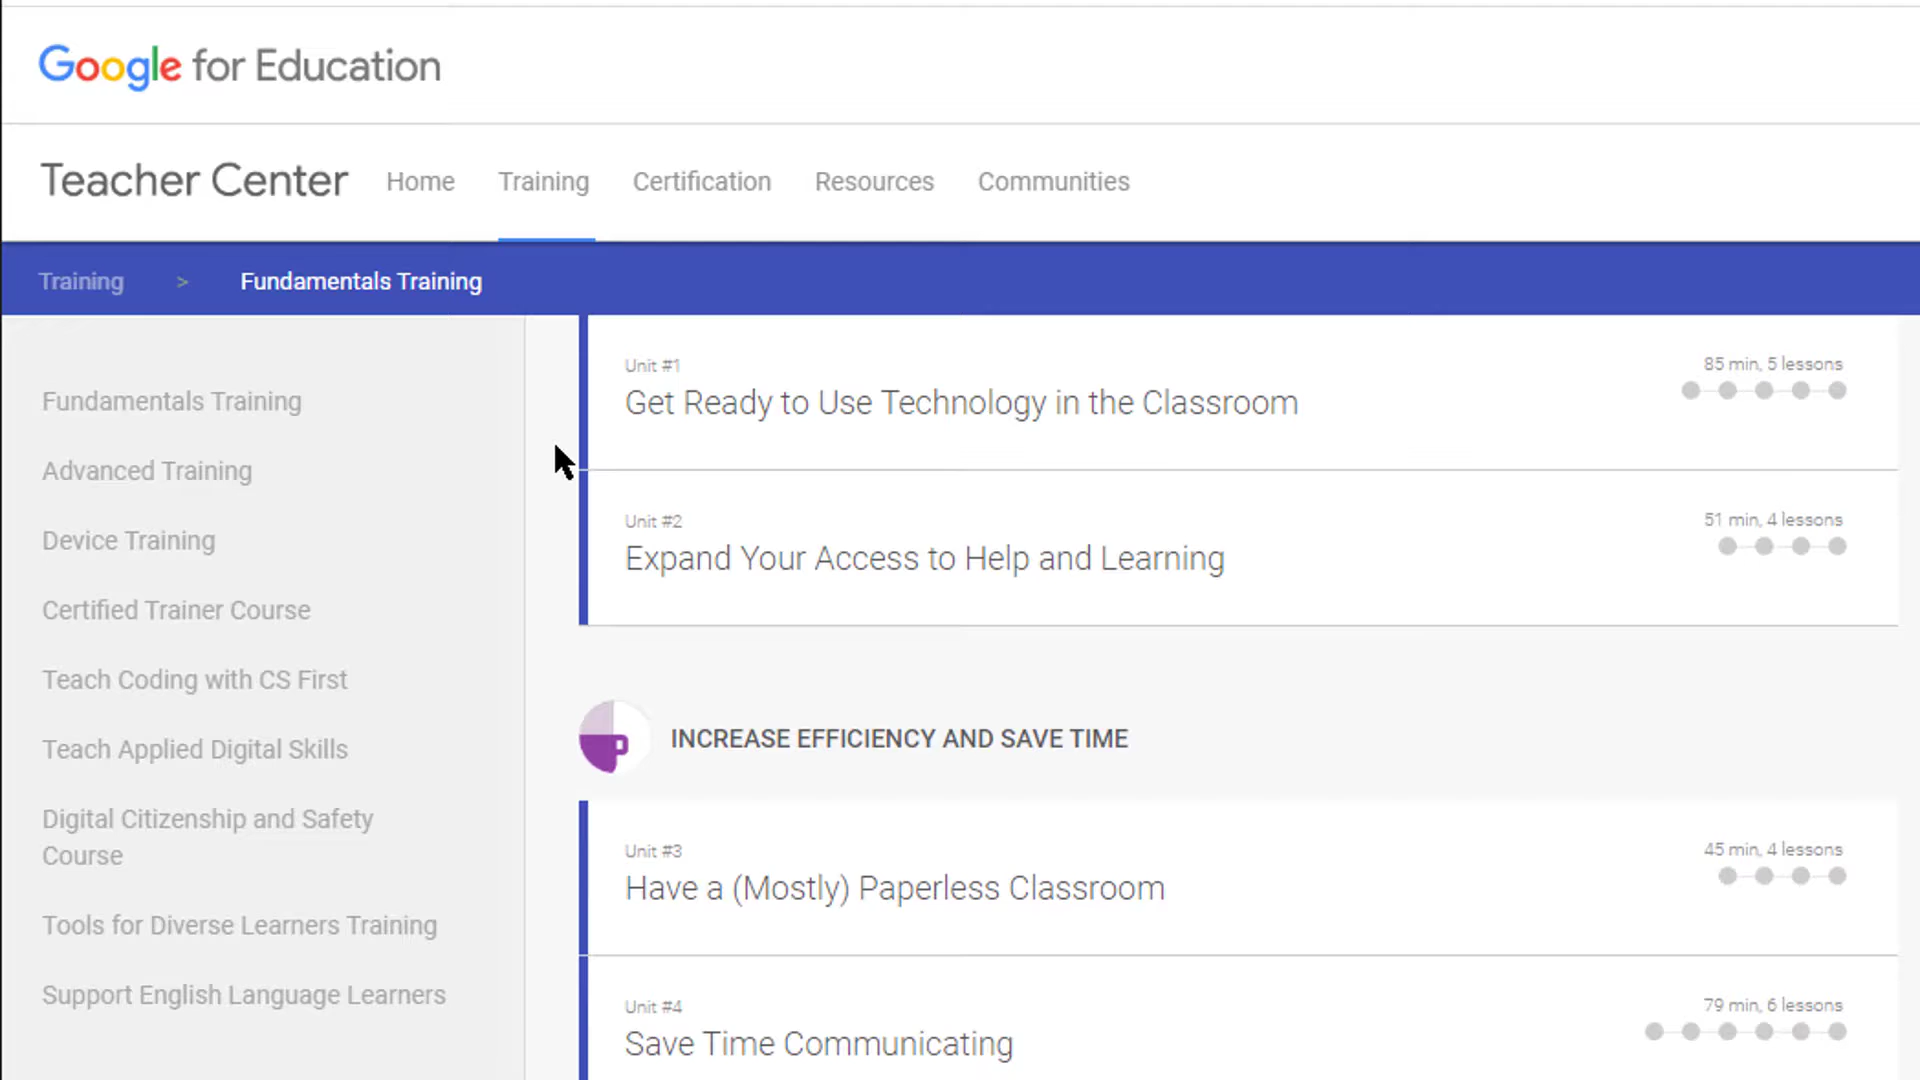 Google for Education
Teacher Center Home Training Certification Resources Communities
Training > Fundamentals Training
Fundamentals Training
Advanced Training
Device Training
Certified Trainer Course
Teach Coding with CS First
Teach Applied Digital Skills
Digital Citizenship and Safety
Course
Tools for Diverse Learners Training
Support English Language Learners
Unit #1
85 min, 5 lessons
Get Ready to Use Technology in the Classroom
Unit #2
51 min, 4 lessons
Expand Your Access to Help and Learning
INCREASE EFFICIENCY AND SAVE TIME
Unit #3
45 min, 4 lessons
Have a (Mostly) Paperless Classroom
Unit #4
79 min, 6 lessons
Save Time Communicating